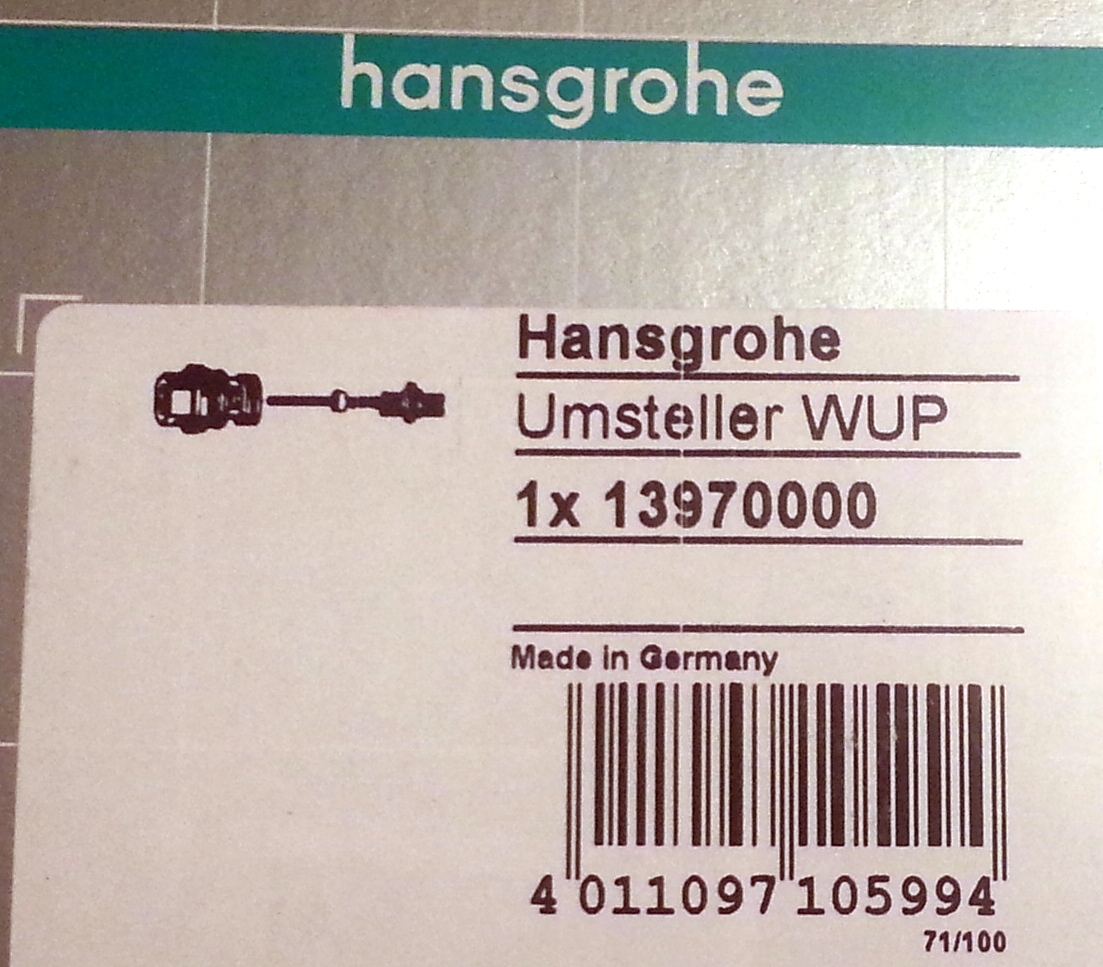 hansgrohe
Hansgrohe
Umsteller WUP
1x 13970000
Made in Germany
4 011097 105994
71/100